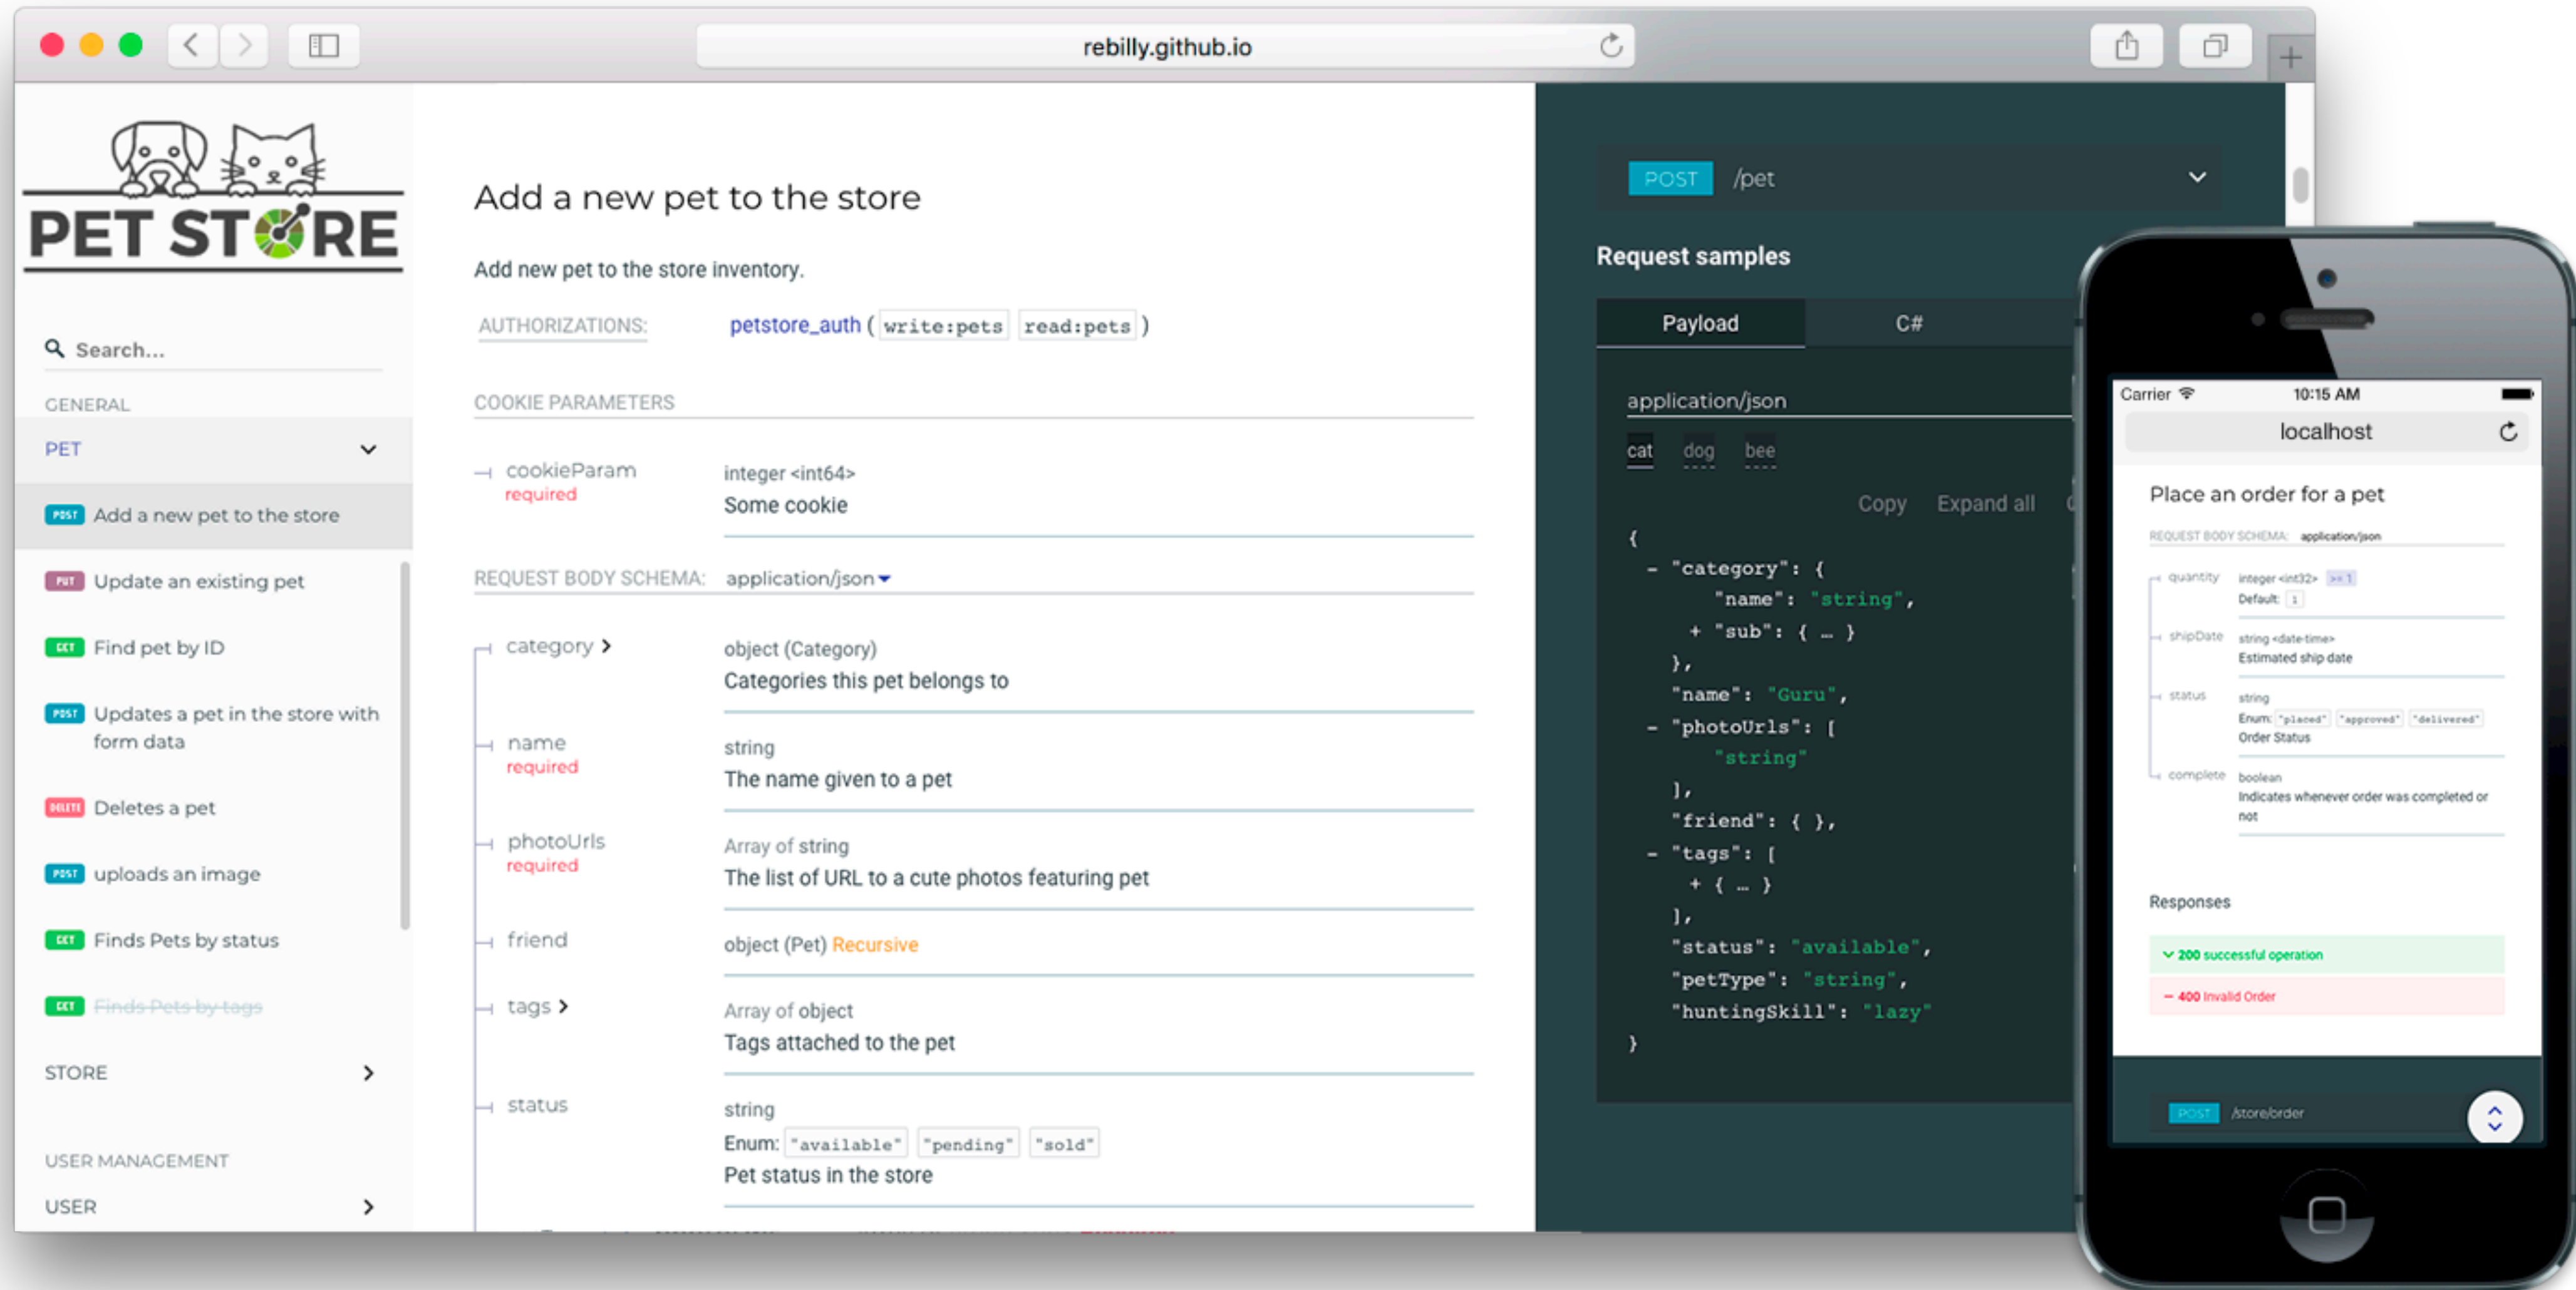 rebilly.github.io
PET STORE
Search...
GENERAL
PET
POST Add a new pet to the store
PUT Update an existing pet
GET Find pet by ID
POST Updates a pet in the store with
form data
DELETE Deletes a pet
POST uploads an image
GET Finds Pets by status
GET Finds Pets by tags
STORE
USER MANAGEMENT
USER
Add a new pet to the store
Add new pet to the store inventory.
AUTHORIZATIONS: petstore_auth ( write:pets read:pets )
COOKIE PARAMETERS
cookieParam integer <int64>
required
Some cookie
REQUEST BODY SCHEMA: application/json
category object (Category)
Categories this pet belongs to
name string
required
The name given to a pet
photoUrls Array of string
required
The list of URL to a cute photos featuring pet
friend object (Pet) Recursive
tags Array of object
Tags attached to the pet
status string
Enum: "available" "pending" "sold"
Pet status in the store
POST /pet
Request samples
Payload C#
application/json
cat dog bee
Copy Expand all
{
- "category": {
"name": "string",
+ "sub": { … }
},
"name": "Guru",
- "photoUrls": [
"string"
],
"friend": { },
- "tags": [
+ { … }
],
"status": "available",
"petType": "string",
"huntingSkill": "lazy"
}
Carrier 10:15 AM
localhost
Place an order for a pet
REQUEST BODY SCHEMA: application/json
quantity integer <int32> >= 1
Default: 1
shipDate string <date-time>
Estimated ship date
status string
Enum: "placed" "approved" "delivered"
Order Status
complete boolean
Indicates whenever order was completed or
not
Responses
200 successful operation
– 400 Invalid Order
POST /store/order